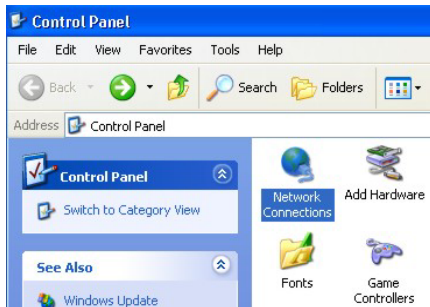 Control Panel
File Edit View Favorites Tools Help
Back Search Folders
Address Control Panel
Control Panel
Switch to Category View
See Also
Windows Update
Network
Connections
Add Hardware
Fonts
Game
Controllers